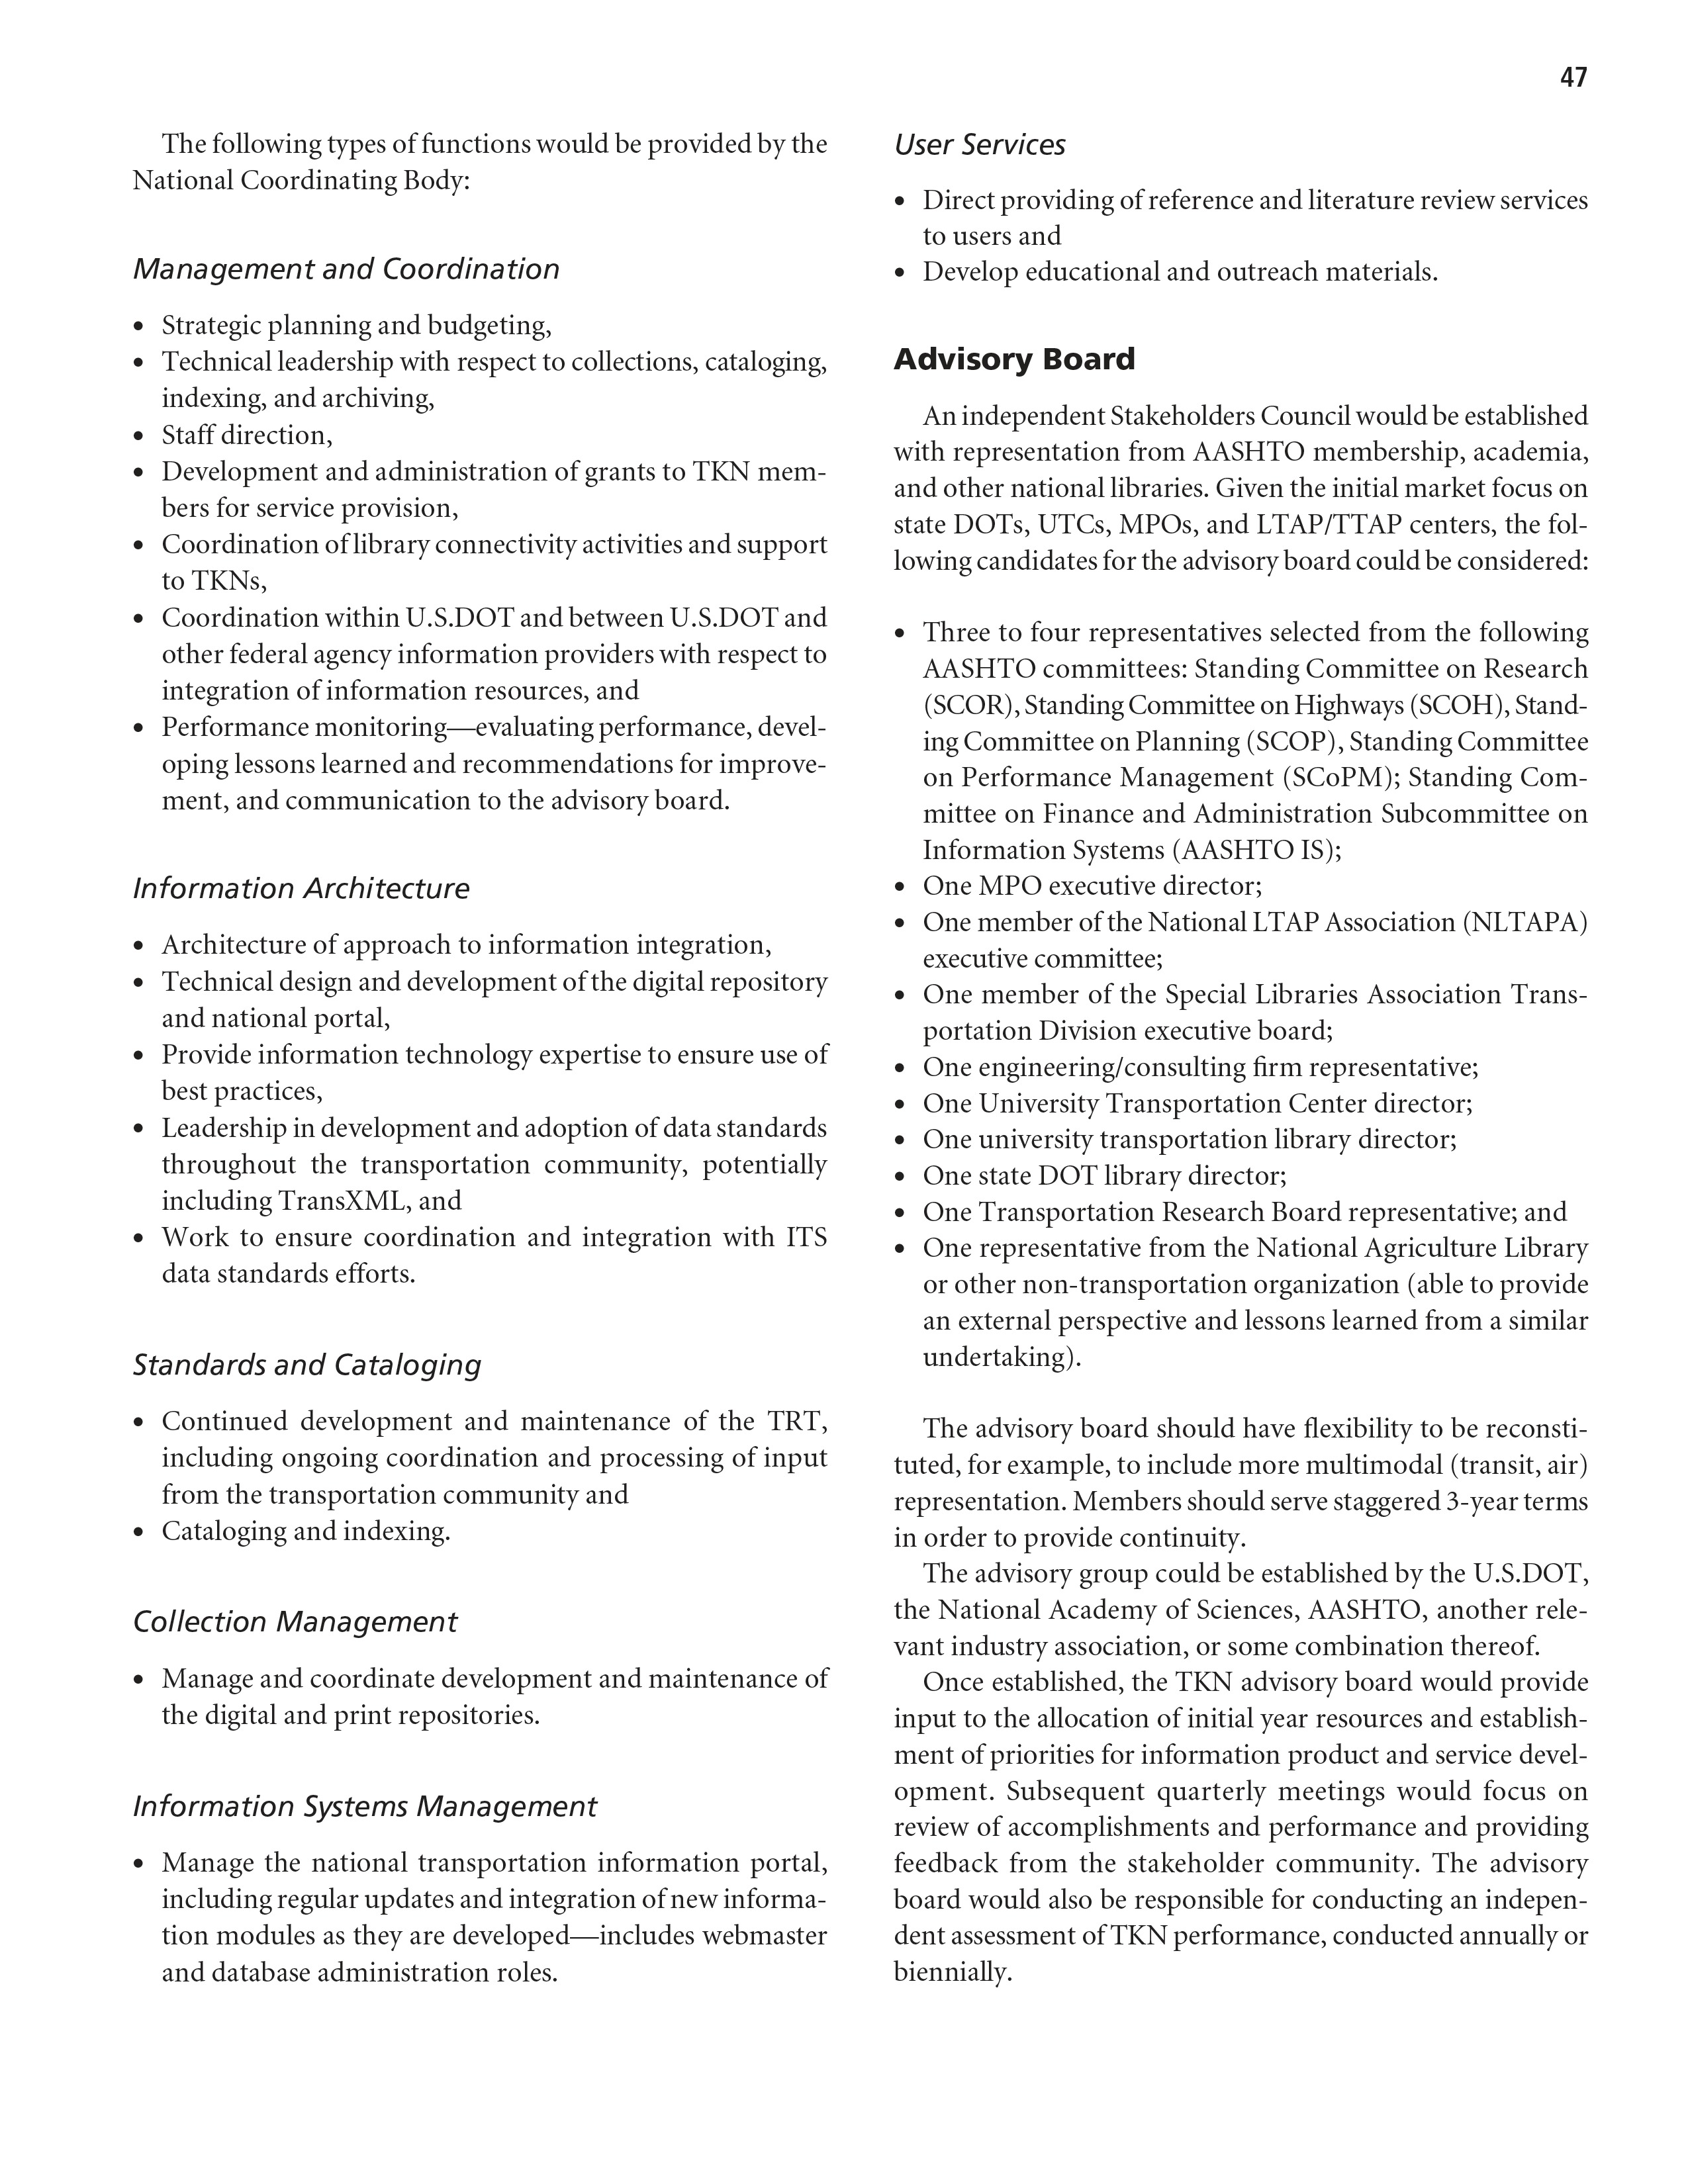 47
The following types of functions would be provided by the
National Coordinating Body:
Management and Coordination
• Strategic planning and budgeting,
• Technical leadership with respect to collections, cataloging,
indexing, and archiving,
• Staff direction,
• Development and administration of grants to TKN mem-
bers for service provision,
• Coordination of library connectivity activities and support
to TKNs,
• Coordination within U.S.DOT and between U.S.DOT and
other federal agency information providers with respect to
integration of information resources, and
• Performance monitoring—evaluating performance, devel-
oping lessons learned and recommendations for improve-
ment, and communication to the advisory board.
Information Architecture
• Architecture of approach to information integration,
• Technical design and development of the digital repository
and national portal,
• Provide information technology expertise to ensure use of
best practices,
• Leadership in development and adoption of data standards
throughout the transportation community, potentially
including TransXML, and
• Work to ensure coordination and integration with ITS
data standards efforts.
Standards and Cataloging
• Continued development and maintenance of the TRT,
including ongoing coordination and processing of input
from the transportation community and
• Cataloging and indexing.
Collection Management
• Manage and coordinate development and maintenance of
the digital and print repositories.
Information Systems Management
• Manage the national transportation information portal,
including regular updates and integration of new informa-
tion modules as they are developed—includes webmaster
and database administration roles.
User Services
• Direct providing of reference and literature review services
to users and
• Develop educational and outreach materials.
Advisory Board
An independent Stakeholders Council would be established
with representation from AASHTO membership, academia,
and other national libraries. Given the initial market focus on
state DOTs, UTCs, MPOs, and LTAP/TTAP centers, the fol-
lowing candidates for the advisory board could be considered:
• Three to four representatives selected from the following
AASHTO committees: Standing Committee on Research
(SCOR), Standing Committee on Highways (SCOH), Stand-
ing Committee on Planning (SCOP), Standing Committee
on Performance Management (SCoPM); Standing Com-
mittee on Finance and Administration Subcommittee on
Information Systems (AASHTO IS);
• One MPO executive director;
• One member of the National LTAP Association (NLTAPA)
executive committee;
• One member of the Special Libraries Association Trans-
portation Division executive board;
• One engineering/consulting firm representative;
• One University Transportation Center director;
• One university transportation library director;
• One state DOT library director;
• One Transportation Research Board representative; and
• One representative from the National Agriculture Library
or other non-transportation organization (able to provide
an external perspective and lessons learned from a similar
undertaking).
The advisory board should have flexibility to be reconsti-
tuted, for example, to include more multimodal (transit, air)
representation. Members should serve staggered 3-year terms
in order to provide continuity.
The advisory group could be established by the U.S.DOT,
the National Academy of Sciences, AASHTO, another rele-
vant industry association, or some combination thereof.
Once established, the TKN advisory board would provide
input to the allocation of initial year resources and establish-
ment of priorities for information product and service devel-
opment. Subsequent quarterly meetings would focus on
review of accomplishments and performance and providing
feedback from the stakeholder community. The advisory
board would also be responsible for conducting an indepen-
dent assessment of TKN performance, conducted annually or
biennially.